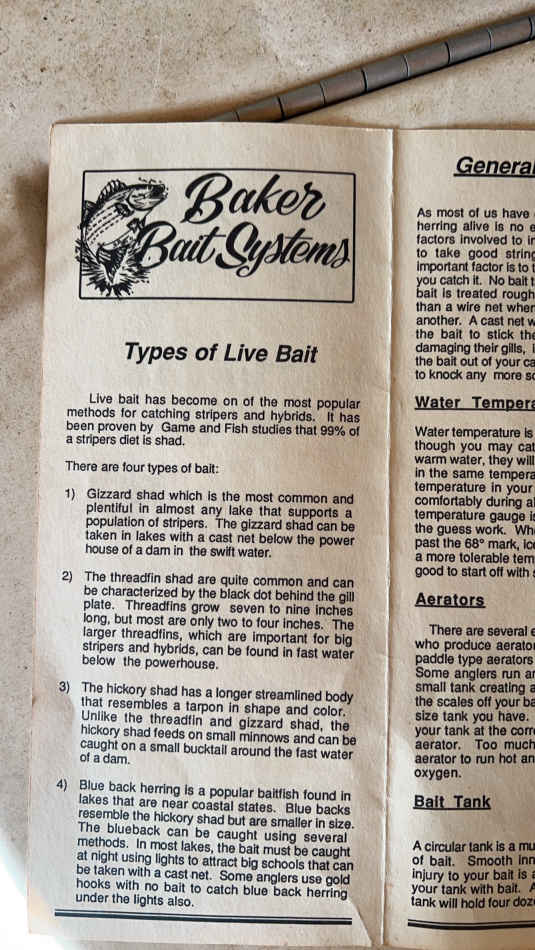 Baker
Bait Systems
Types of Live Bait
Live bait has become on of the most popular
methods for catching stripers and hybrids. It has
been proven by Game and Fish studies that 99% of
a stripers diet is shad.
There are four types of bait:
1) Gizzard shad which is the most common and
plentiful in almost any lake that supports a
population of stripers. The gizzard shad can be
taken in lakes with a cast net below the power
house of a dam in the swift water.
2) The threadfin shad are quite common and can
be characterized by the black dot behind the gill
plate. Threadfins grow seven to nine inches
long, but most are only two to four inches. The
larger threadfins, which are important for big
stripers and hybrids, can be found in fast water
below the powerhouse.
3) The hickory shad has a longer streamlined body
that resembles a tarpon in shape and color.
Unlike the threadfin and gizzard shad, the
hickory shad feeds on small minnows and can be
caught on a small bucktail around the fast water
of a dam.
4) Blue back herring is a popular baitfish found in
lakes that are near coastal states. Blue backs
resemble the hickory shad but are smaller in size.
The blueback can be caught using several
methods. In most lakes, the bait must be caught
at night using lights to attract big schools that can
be taken with a cast net. Some anglers use gold
hooks with no bait to catch blue back herring
under the lights also.
General
As most of us have
herring alive is no
factors involved to
to take good string
important factor is to
you catch it. No bait
bait is treated rough
than a wire net when
another. A cast net
the bait to stick the
damaging their gills,
the bait out of your
to knock any more
Water Tempera
Water temperature is
though you may
warm water, they will
in the same tempera
temperature in your
comfortably during
temperature gauge
the guess work.
past the 68° mark,
a more tolerable tem
good to start off with
Aerators
There are several
who produce aerator
paddle type aerators
Some anglers run
small tank creating a
the scales off your
size tank you have.
your tank at the
aerator. Too much
aerator to run hot
oxygen.
Bait Tank
A circular tank is a
of bait. Smooth
injury to your bait is
your tank with bait.
tank will hold four